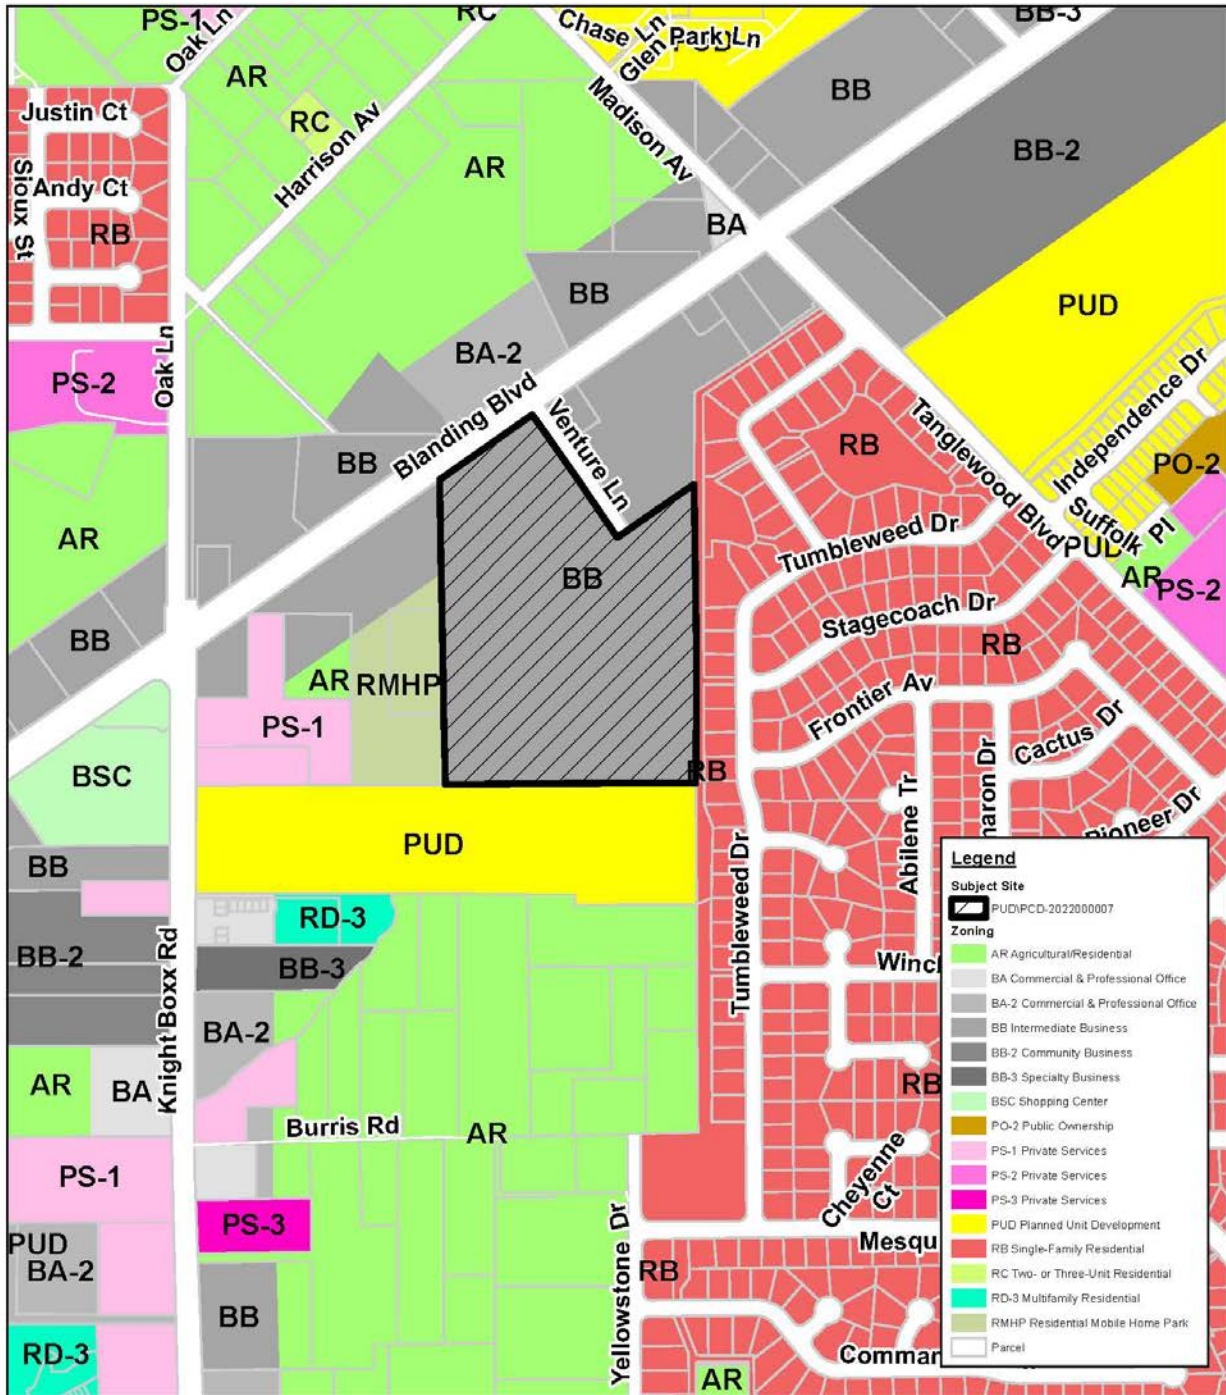 PS-1
RC
BB-3
Oak Ln
Chase Ln
Glen Park Ln
PUD
AR
BB
Justin Ct
RC
Madison Av
BB-2
Harrison Av
AR
Andy Ct
Sioux St
RB
BA
BB
PUD
Oak Ln
BA-2
PS-2
Blanding Blvd
Venture Ln
Independence Dr
Tanglewood Blvd
RB
BB
PO-2
AR
Suffolk Pl
Tumbleweed Dr
PUD
BB
AR
PS-2
Stagecoach Dr
BB
RB
AR
RMHP
Frontier Av
PS-1
Cactus Dr
BSC
RB
Abilene Tr
Pioneer Dr
PUD
BB
Tumbleweed Dr
RD-3
BB-2
BB-3
Knight Boxx Rd
BA-2
AR
BA
RB
Burris Rd
AR
Cheyenne Ct
PS-1
PS-3
Yellowstone Dr
PUD
BA-2
RB
BB
RD-3
AR
Legend
Subject Site
PUD\PCD-2022000007
Zoning
AR Agricultural/Residential
BA Commercial & Professional Office
BA-2 Commercial & Professional Office
BB Intermediate Business
BB-2 Community Business
BB-3 Specialty Business
BSC Shopping Center
PO-2 Public Ownership
PS-1 Private Services
PS-2 Private Services
PS-3 Private Services
PUD Planned Unit Development
RB Single-Family Residential
RC Two- or Three-Unit Residential
RD-3 Multifamily Residential
RMHP Residential Mobile Home Park
Parcel